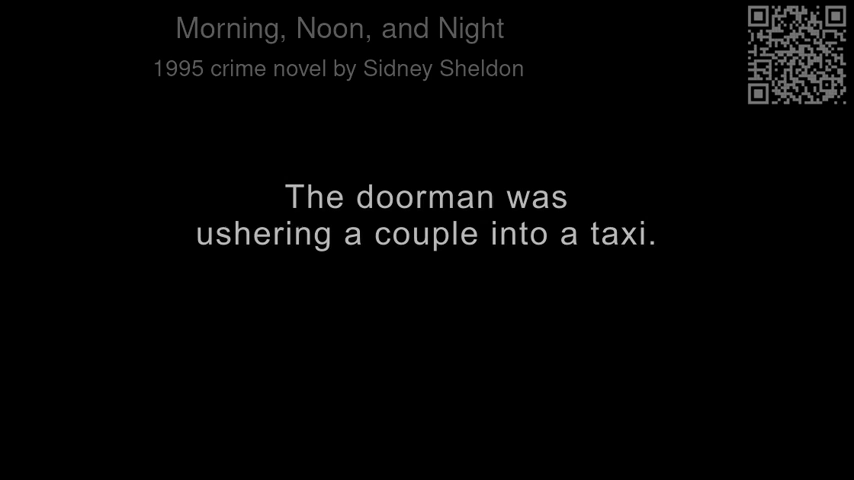 Morning, Noon, and Night
1995 crime novel by Sidney Sheldon
The doorman was
ushering a couple into a taxi.